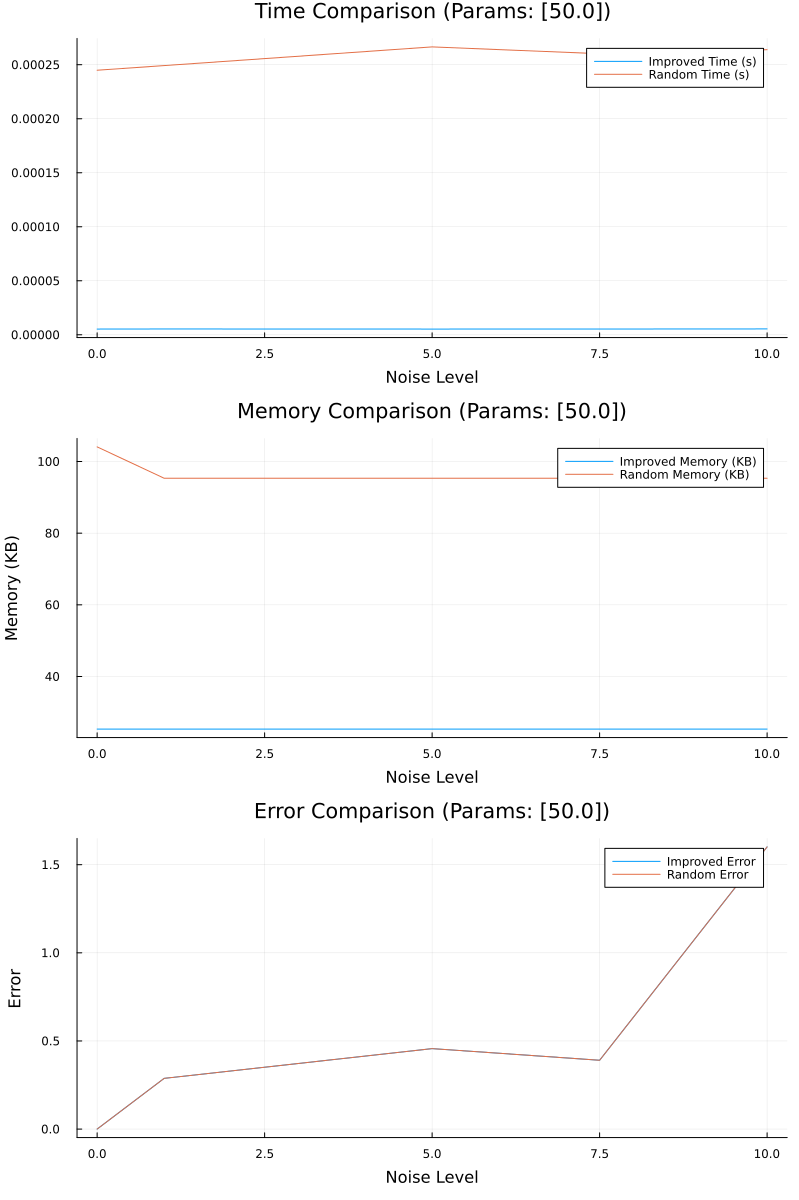 Time Comparison (Params: [50.0])
0.00025
0.00020
0.00015
0.00010
0.00005
0.00000
Improved Time (s)
Random Time (s)
0.0 2.5 5.0 7.5 10.0
Noise Level
Memory Comparison (Params: [50.0])
Memory (KB)
100
80
60
40
Improved Memory (KB)
Random Memory (KB)
0.0 2.5 5.0 7.5 10.0
Noise Level
Error Comparison (Params: [50.0])
Error
1.5
1.0
0.5
0.0
Improved Error
Random Error
0.0 2.5 5.0 7.5 10.0
Noise Level